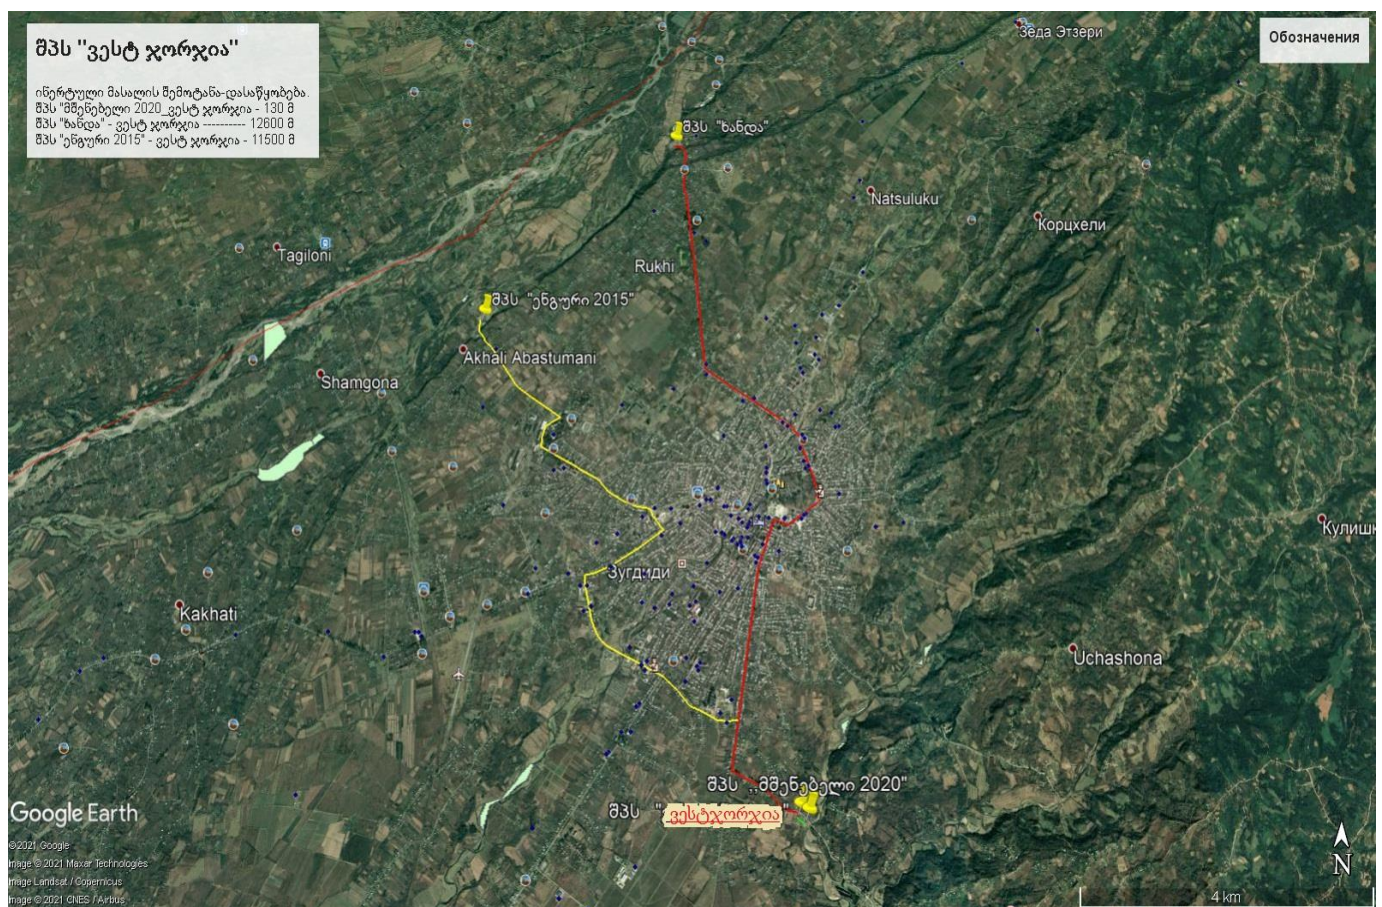 შპს "ვესტ ჯორჯია"
Обозначения
ინერტული მასალის შემოტანა-დასაწყობება.
შპს "მშენებელი 2020_ვესტ ჯორჯია - 130 მ
შპს "ხანდა" - ვესტ ჯორჯია ---------- 12600 მ
შპს "ენგური 2015" - ვესტ ჯორჯია - 11500 მ
Зеда Этзери
შპს "ხანდა"
Natsuluku
Корцхели
Tagiloni
Rukhi
შპს "ენგური 2015"
Akhali Abastumani
Shamgona
Кулишк
Зугдиди
Kakhati
Uchashona
შპს ,,მშენებელი 2020"
შპს " ვესტჯორჯია"
Google Earth
©2021 Google
Image © 2021 Maxar Technologies
Image Landsat / Copernicus
Image © 2021 CNES / Airbus
N
4 km